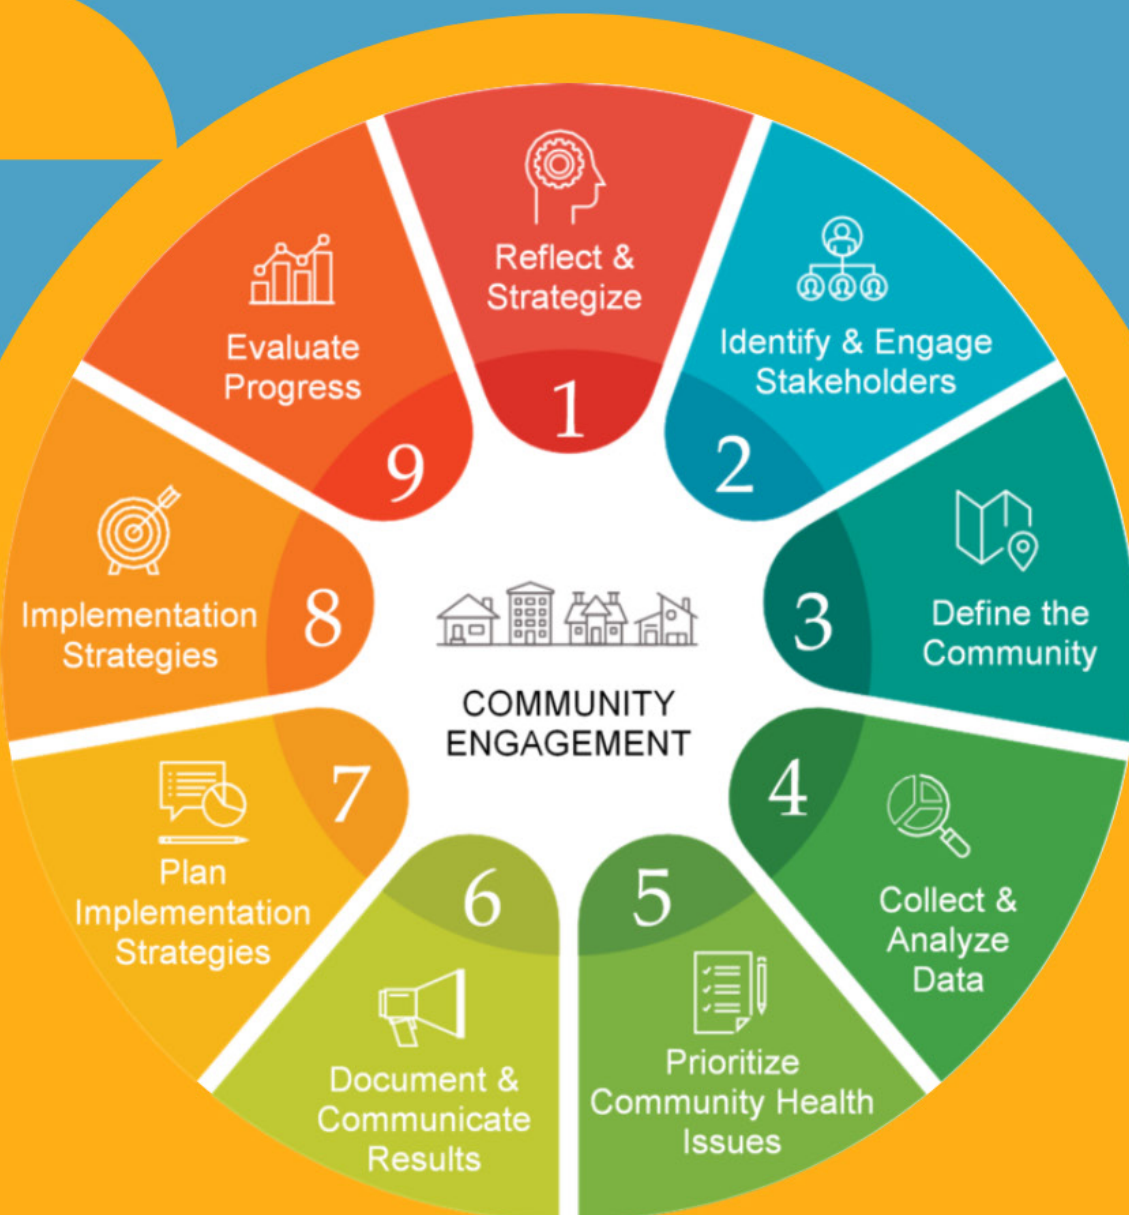 1
Reflect &
Strategize
2
Identify & Engage
Stakeholders
3
Define the
Community
4
Collect &
Analyze
Data
5
Prioritize
Community Health
Issues
6
Document &
Communicate
Results
7
Plan
Implementation
Strategies
8
Implementation
Strategies
9
Evaluate
Progress
COMMUNITY
ENGAGEMENT